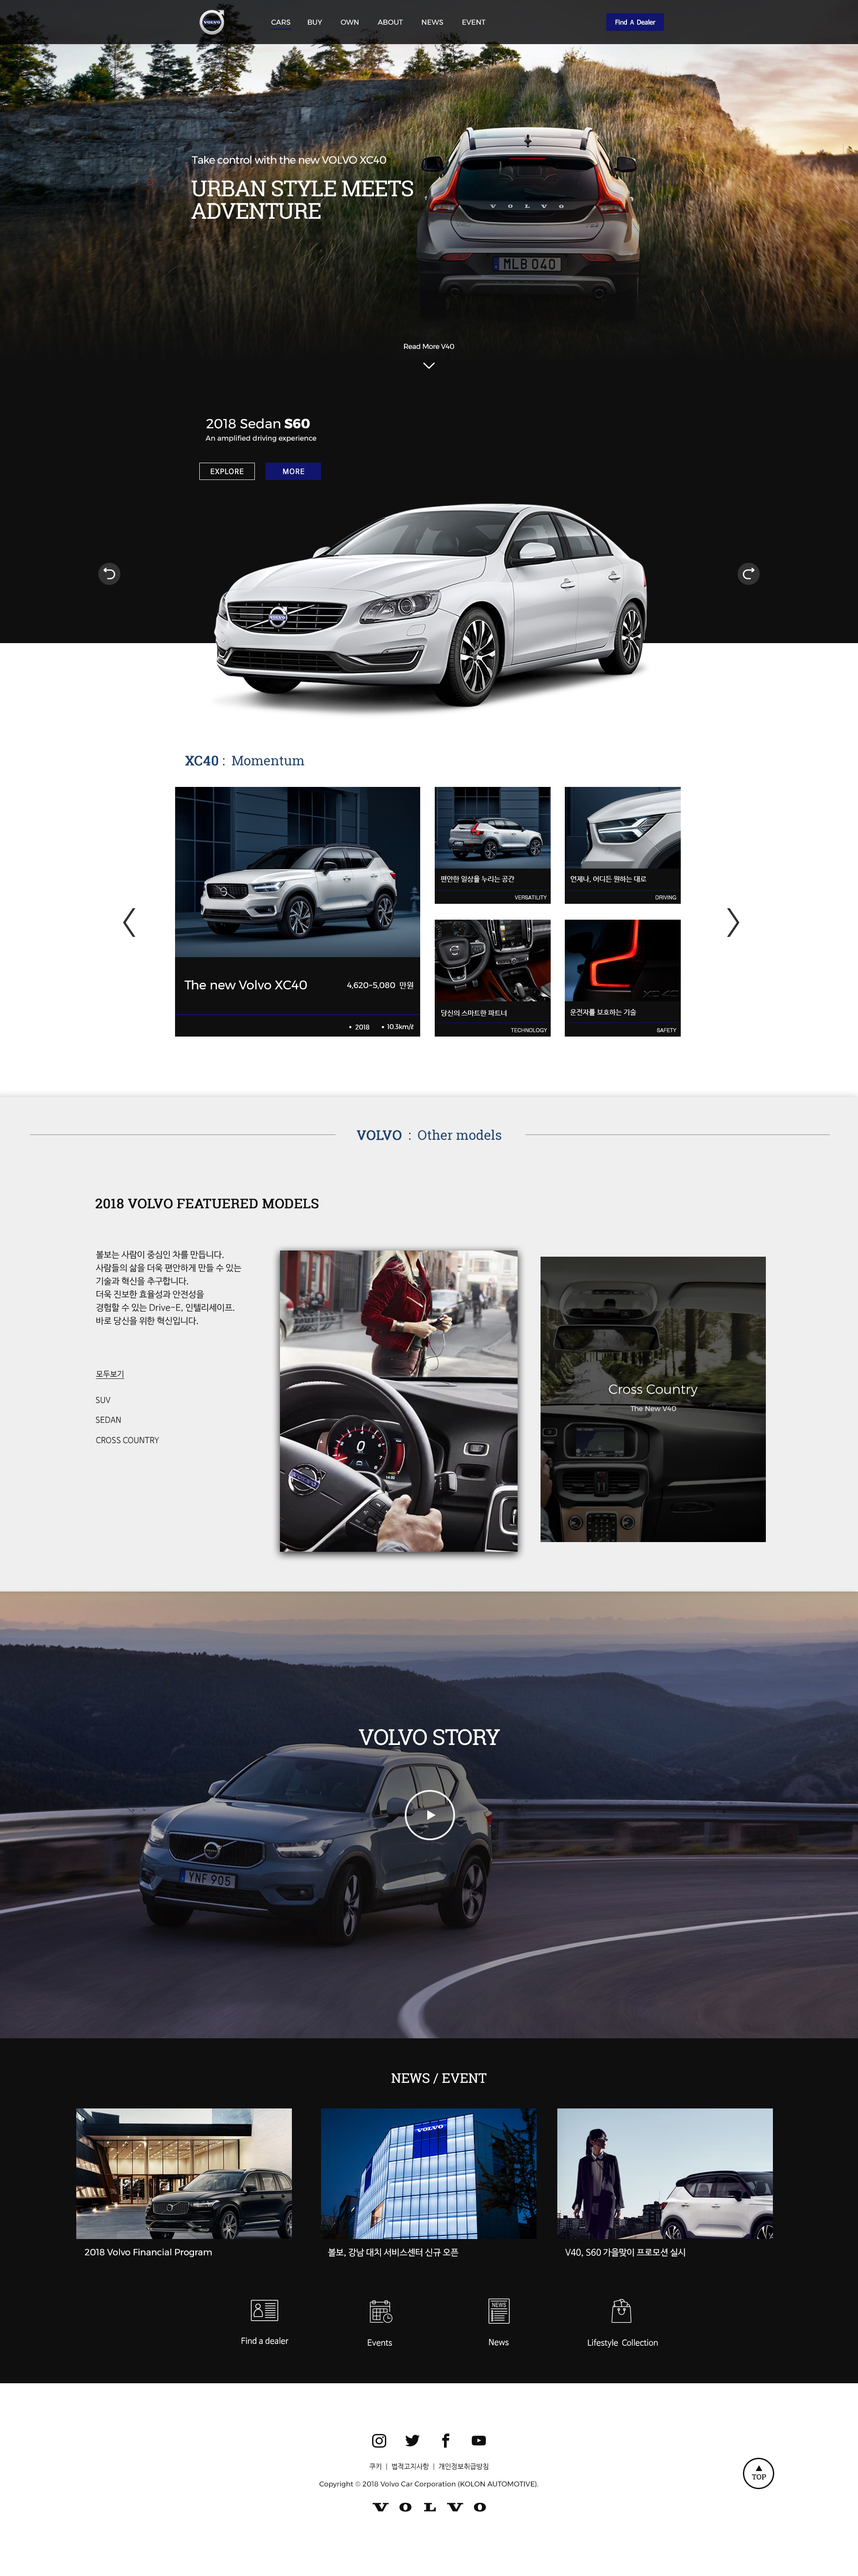 VOLVO
CARS BUY OWN ABOUT NEWS EVENT
Find A Dealer
Take control with the new VOLVO XC40
URBAN STYLE MEETS
ADVENTURE
V O L V O
MLB 040
Read More V40
2018 Sedan S60
An amplified driving experience
EXPLORE MORE
VOLVO
XC40 : Momentum
편안한 일상을 누리는 공간
VERSATILITY
언제나, 어디든 원하는 대로
DRIVING
The new Volvo XC40 4,620~5,080 만원
• 2018 • 10.3km/ℓ
당신의 스마트한 파트너
TECHNOLOGY
XC40
운전자를 보호하는 기술
SAFETY
VOLVO : Other models
2018 VOLVO FEATUERED MODELS
볼보는 사람이 중심인 차를 만듭니다.
사람들의 삶을 더욱 편안하게 만들 수 있는
기술과 혁신을 추구합니다.
더욱 진보한 효율성과 안전성을
경험할 수 있는 Drive-E, 인텔리세이프.
바로 당신을 위한 혁신입니다.
모두보기
SUV
SEDAN
CROSS COUNTRY
0
VOLVO
Cross Country
The New V40
VOLVO STORY
YNF 905
NEWS / EVENT
VOLVO
2018 Volvo Financial Program
볼보, 강남 대치 서비스센터 신규 오픈
V40, S60 가을맞이 프로모션 실시
NEWS
Find a dealer
Events
News
Lifestyle Collection
쿠키 | 법적고지사항 | 개인정보취급방침
Copyright © 2018 Volvo Car Corporation (KOLON AUTOMOTIVE).
V O L V O
TOP